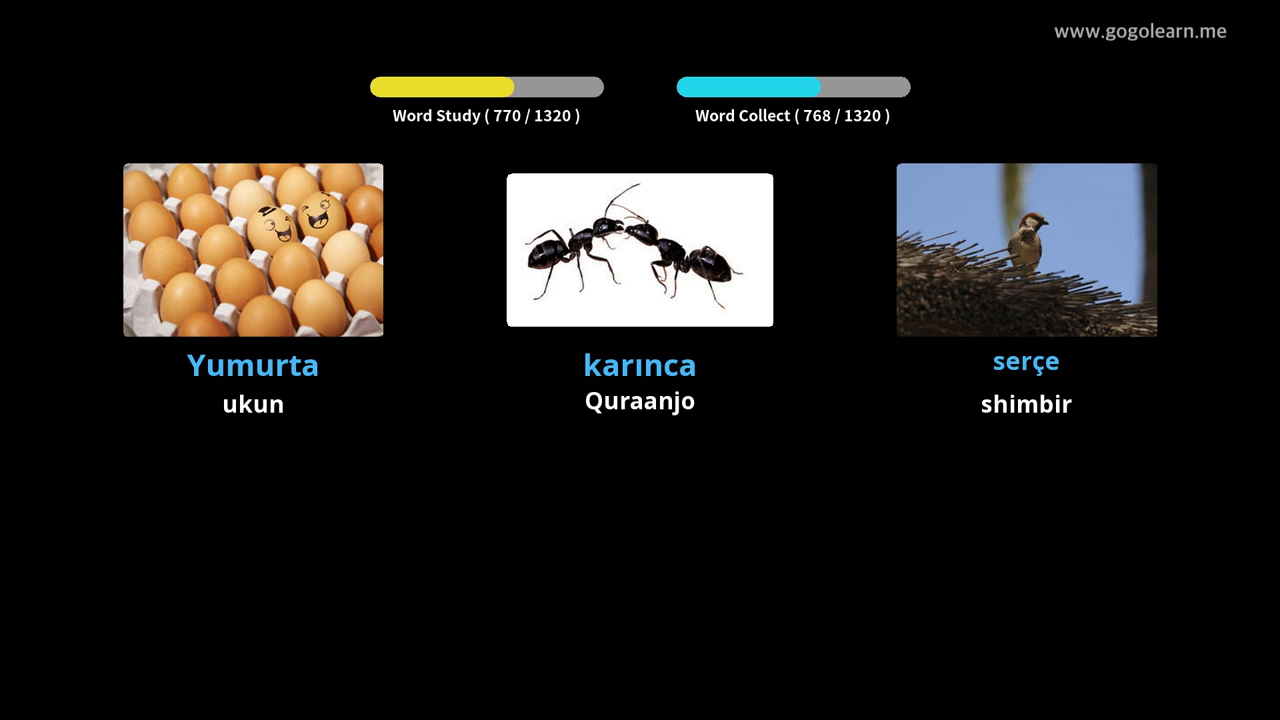 www.gogolearn.me
Word Study ( 770 / 1320 )
Word Collect ( 768 / 1320 )
Yumurta
ukun
karınca
Quraanjo
serçe
shimbir